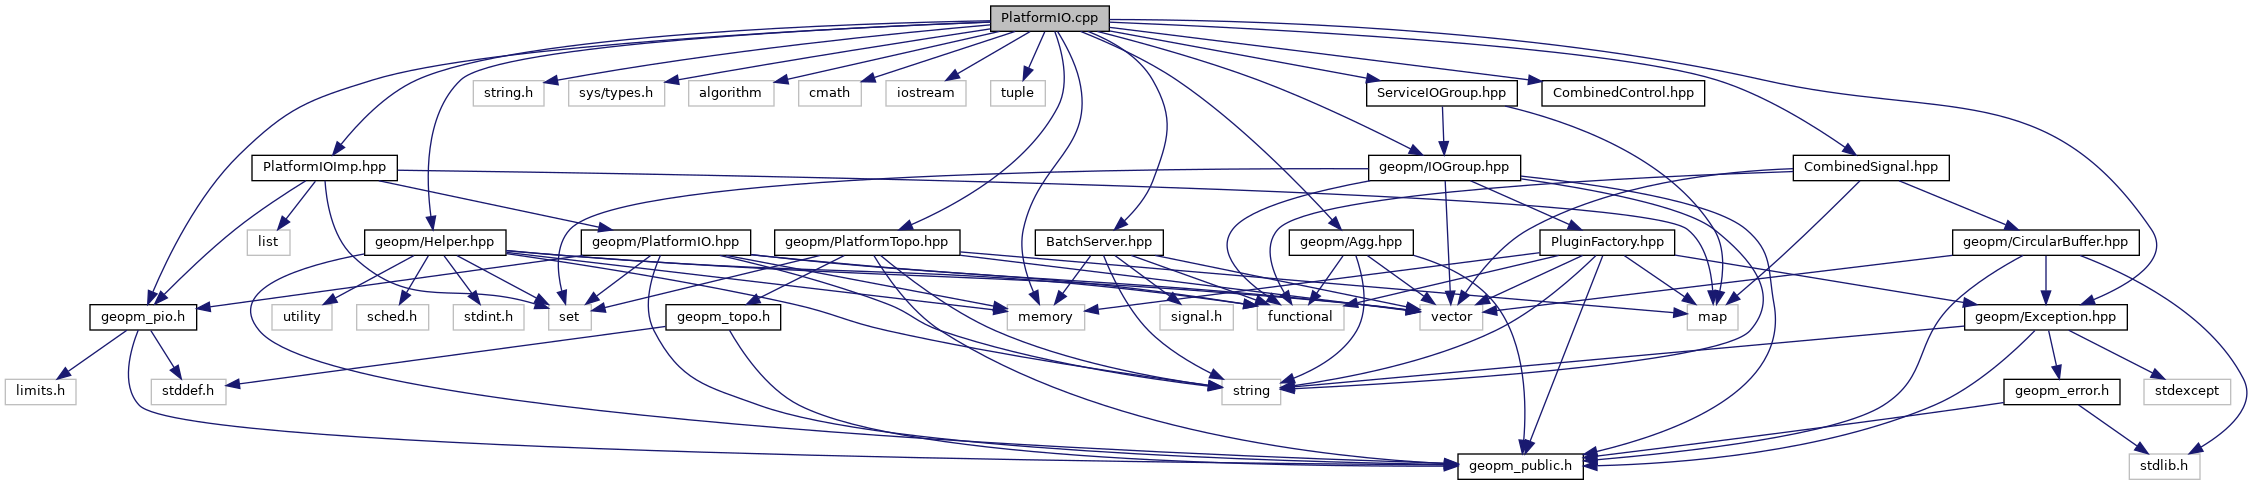 PlatformIO.cpp
string.h
sys/types.h
algorithm
cmath
iostream
tuple
ServiceIOGroup.hpp
CombinedControl.hpp
PlatformIOImp.hpp
geopm/IOGroup.hpp
CombinedSignal.hpp
list
geopm/Helper.hpp
geopm/PlatformIO.hpp
geopm/PlatformTopo.hpp
BatchServer.hpp
geopm/Agg.hpp
PluginFactory.hpp
geopm/CircularBuffer.hpp
geopm_pio.h
utility
sched.h
stdint.h
set
geopm_topo.h
memory
signal.h
functional
vector
map
geopm/Exception.hpp
limits.h
stddef.h
string
geopm_error.h
stdexcept
geopm_public.h
stdlib.h